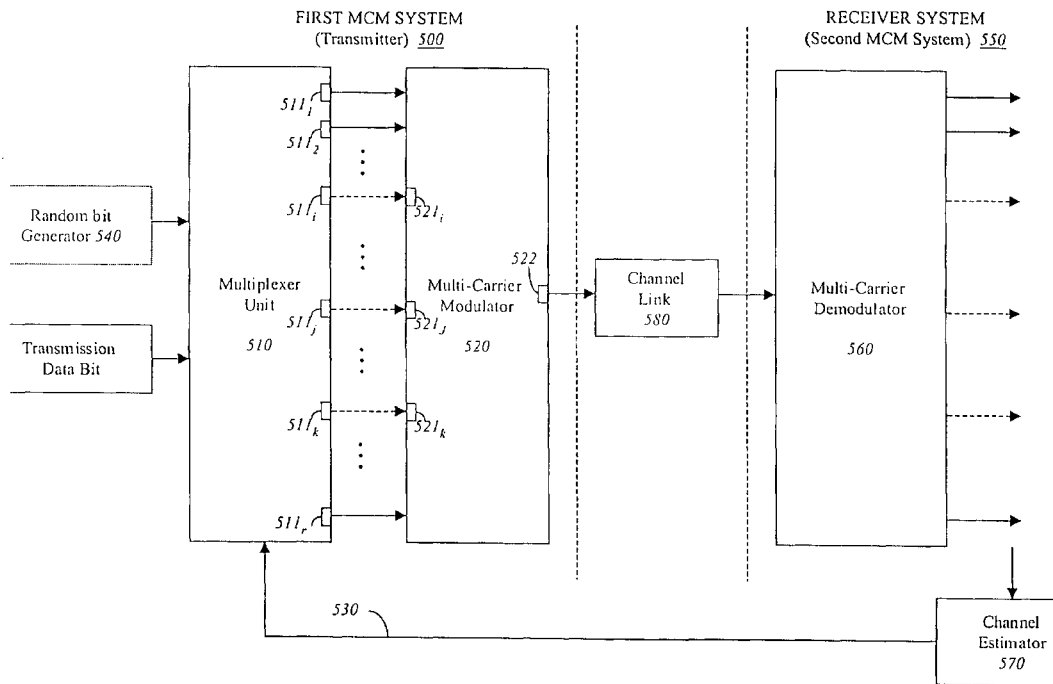 FIRST MCM SYSTEM
(Transmitter) 500
RECEIVER SYSTEM
(Second MCM System) 550
511₁
511₂
511ᵢ
521ᵢ
Random bit
Generator 540
522
Multiplexer
Unit
510
Multi-Carrier
Modulator
520
Channel
Link
580
Multi-Carrier
Demodulator
560
511ⱼ
521ⱼ
Transmission
Data Bit
511ₖ
521ₖ
511ᵣ
530
Channel
Estimator
570